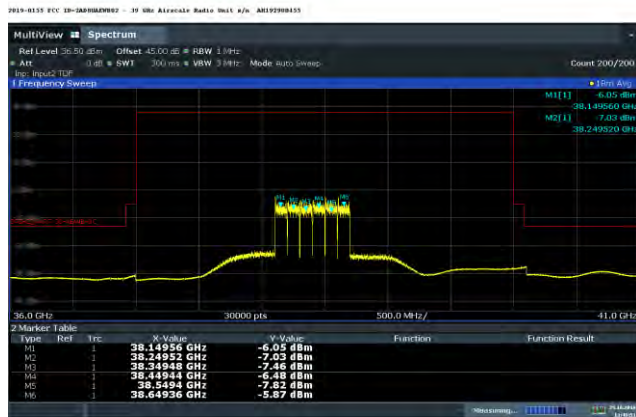 2019-0155 FCC ID-2ADHUAEWB02 - 39 GHz Airscale Radio Unit s/n AH192900455
MultiView Spectrum
Ref Level 36.50 dBm Offset 45.00 dB RBW 1 MHz
Att 0 dB SWT 300 ms VBW 3 MHz Mode Auto Sweep Count 200/200
Inp: Input2 TDF
1 Frequency Sweep 1Rm Avg
M1[1] -6.05 dBm
38.149560 GHz
M2[1] -7.03 dBm
38.249520 GHz
36.0 GHz 30000 pts 500.0 MHz/ 41.0 GHz
2 Marker Table
Type Ref Trc X-Value Y-Value Function Function Result
M1 1 38.14956 GHz -6.05 dBm
M2 1 38.24952 GHz -7.03 dBm
M3 1 38.34948 GHz -7.46 dBm
M4 1 38.44944 GHz -6.48 dBm
M5 1 38.5494 GHz -7.82 dBm
M6 1 38.64936 GHz -5.87 dBm
Measuring...